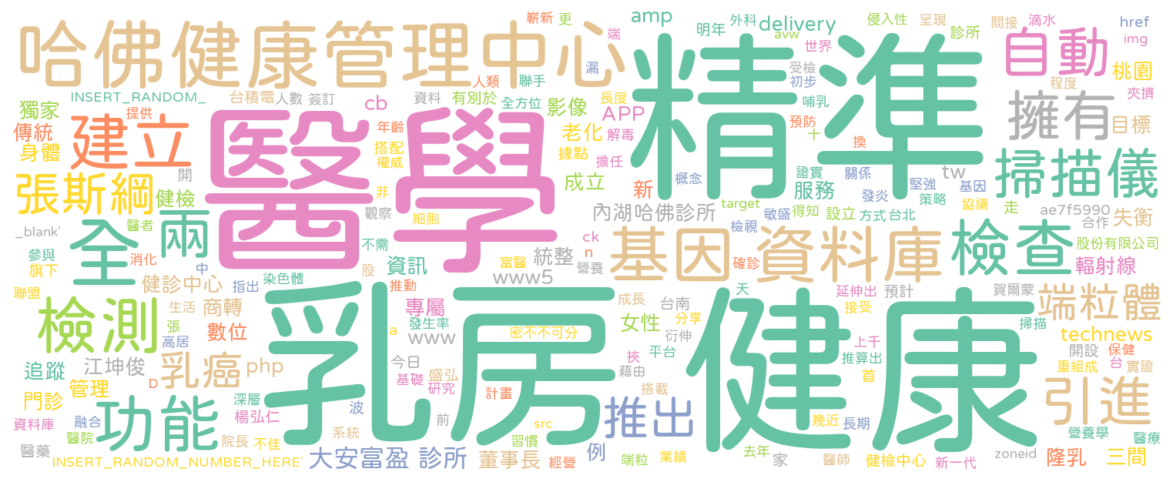 嶄新 更 amp 外科 avw 侵入性 呈現 間接 滴水 href
哈佛健康管理中心 端 明年 delivery 診所 自動 img
漏 世界 桃園
人類 聯手 受檢 初步 程度
INSERT_RANDOM_ 台積電 人數 簽訂 資料 有別於 全方位 長度 哺乳 夾擠
獨家 提供 cb 影像 APP 預防 擁有 目標
傳統 建立 醫學 年齡 老化 解毒 精準 十 換
身體 搭配 權威 據點 擔任 證實 關係 掃描儀
開 成立 新 概念 服務 發炎 堅強 基因 tw
張斯綱 健檢 非 細胞 target 策略 協議 走
醫者 觀察 內湖哈佛診所 檢視 敏盛 得知 設立 方式 台北 ae7f5990 合作 失衡
_blank' 全 兩 ck 基因 資料庫 檢查 股份有限公司
參與 消化 不需 n 統整 確診 輻射線
旗下 健診中心 染色體 股 資訊 富醫 營養 www5
聯盟 中 指出 推動 成長 台南 天 延伸出 預計 賀爾蒙
檢測 生活 商轉 專屬 乳房 健康 分享 接受 端粒體
張 發生率 a 密不不可分 女性 衍伸 掃描 technews
高居 數位 www 挾 平台 上千 開設 保健
追蹤 江坤俊 今日 藉由 推算出 重組成 台 實證
乳癌 php 基礎 盛弘 研究 搭載 首 引進
門診 管理 D 深層 計畫 推出
資料庫 融合 功能 楊弘仁 波 前 src 幾近 長期 營養學
醫院 院長 不佳 系統 習慣 例 去年 醫療
醫藥 大安富盈 診所 董事長 端粒 業績 家 醫師 zoneid 三間
INSERT_RANDOM_NUMBER_HERE' 經營 健檢中心 新一代 隆乳